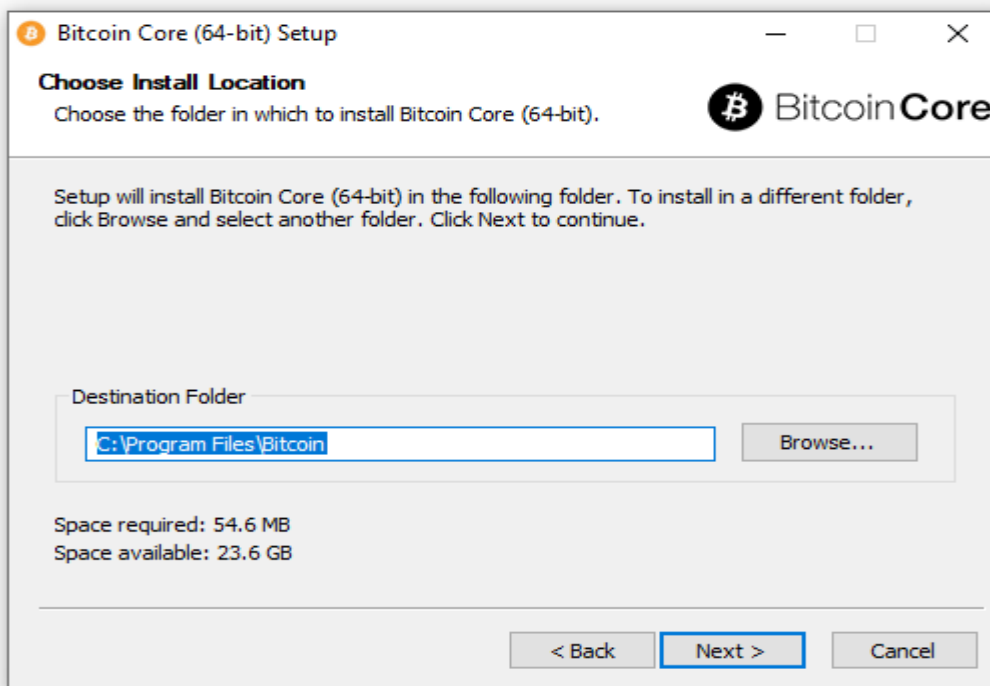 Bitcoin Core (64-bit) Setup
Choose Install Location
Choose the folder in which to install Bitcoin Core (64-bit).
Bitcoin Core
Setup will install Bitcoin Core (64-bit) in the following folder. To install in a different folder,
click Browse and select another folder. Click Next to continue.
Destination Folder
C:\Program Files\Bitcoin
Browse...
Space required: 54.6 MB
Space available: 23.6 GB
< Back
Next >
Cancel